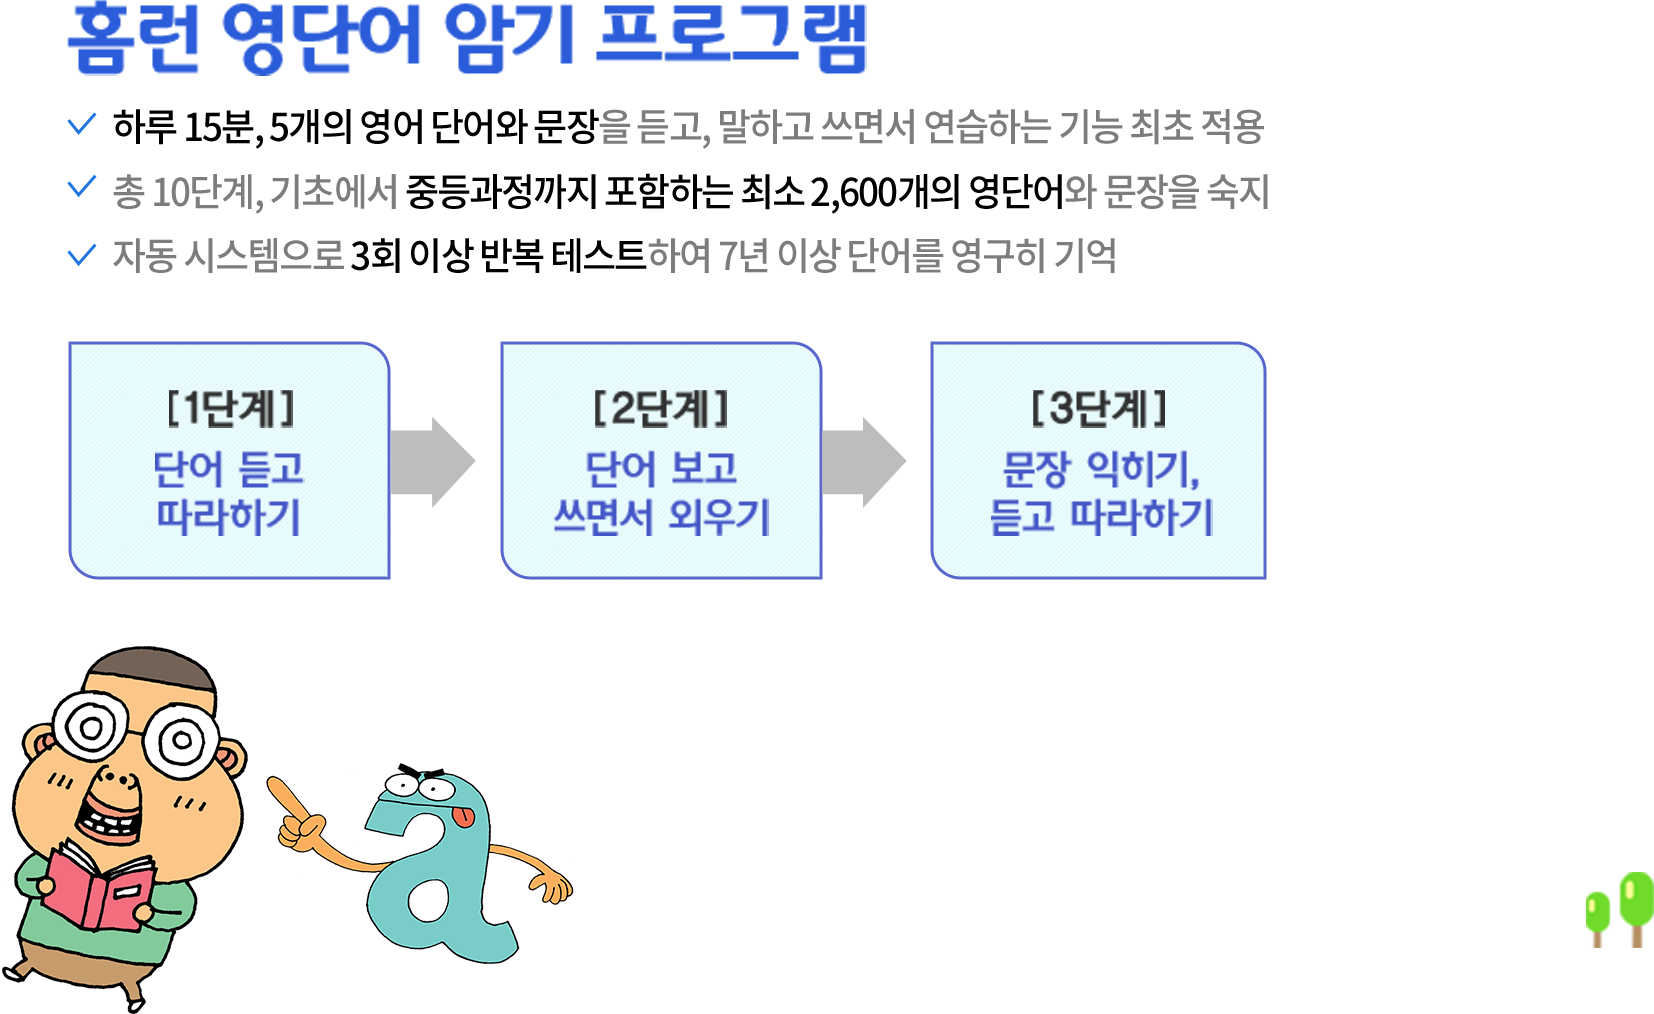 홈런 영단어 암기 프로그램
하루 15분, 5개의 영어 단어와 문장을 듣고, 말하고 쓰면서 연습하는 기능 최초 적용
총 10단계, 기초에서 중등과정까지 포함하는 최소 2,600개의 영단어와 문장을 숙지
자동 시스템으로 3회 이상 반복 테스트하여 7년 이상 단어를 영구히 기억
[1단계]
단어 듣고
따라하기
[2단계]
단어 보고
쓰면서 외우기
[3단계]
문장 익히기,
듣고 따라하기